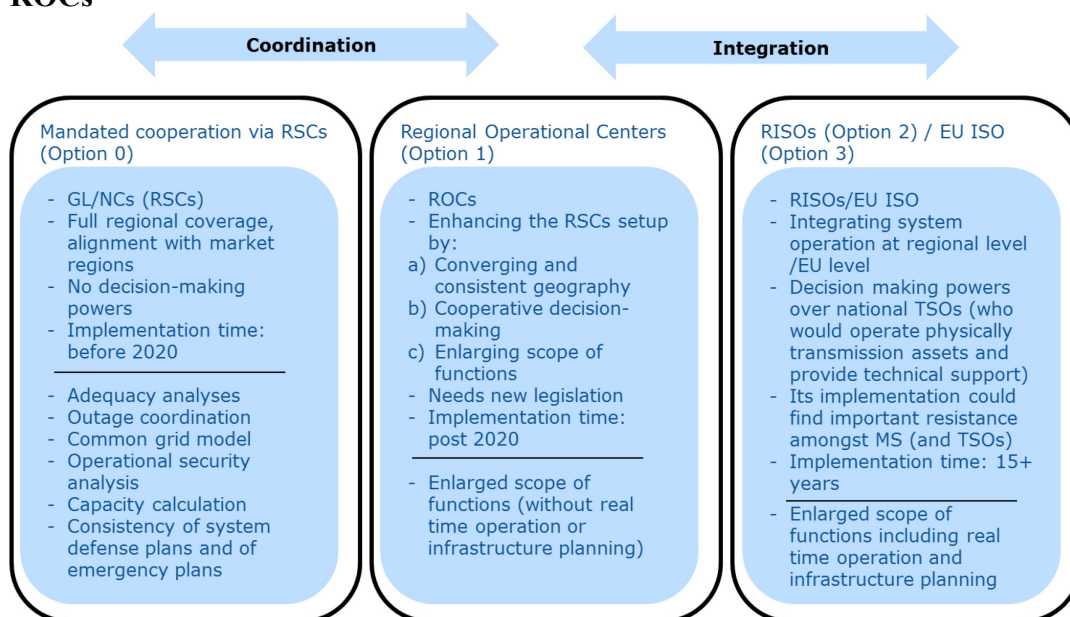 ROCs
Coordination
Integration
Mandated cooperation via RSCs
(Option 0)
- GL/NCs (RSCs)
- Full regional coverage,
alignment with market
regions
- No decision-making
powers
- Implementation time:
before 2020
- Adequacy analyses
- Outage coordination
- Common grid model
- Operational security
analysis
- Capacity calculation
- Consistency of system
defense plans and of
emergency plans
Regional Operational Centers
(Option 1)
- ROCs
- Enhancing the RSCs setup
by:
a) Converging and
consistent geography
b) Cooperative decision-
making
c) Enlarging scope of
functions
- Needs new legislation
- Implementation time:
post 2020
- Enlarged scope of
functions (without real
time operation or
infrastructure planning)
RISOs (Option 2) / EU ISO
(Option 3)
- RISOs/EU ISO
- Integrating system
operation at regional level
/EU level
- Decision making powers
over national TSOs (who
would operate physically
transmission assets and
provide technical support)
- Its implementation could
find important resistance
amongst MS (and TSOs)
- Implementation time: 15+
years
- Enlarged scope of
functions including real
time operation and
infrastructure planning